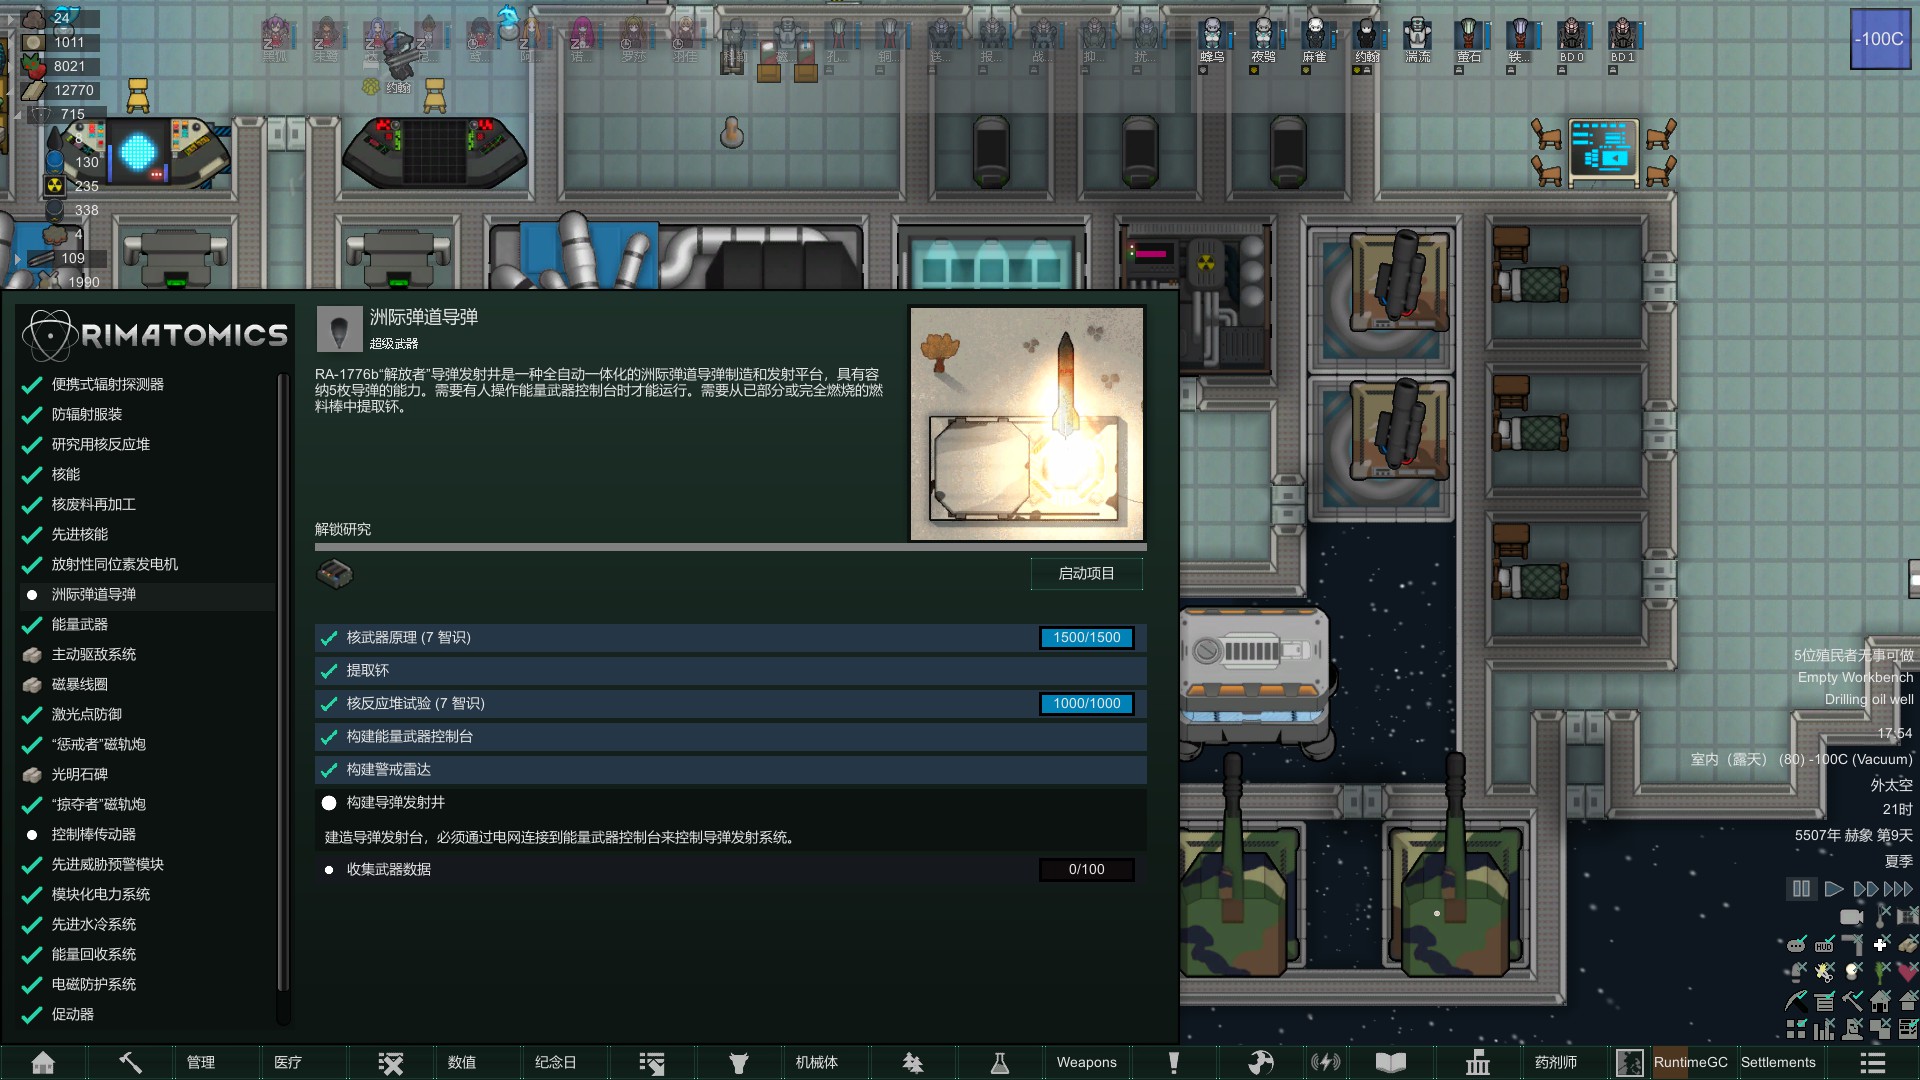 24
1011
8021
12770
715
8
130
235
338
4
109
1990
约翰
蜂鸟
夜鸮
麻雀
约翰
湍流
萤石
铁...
BD 0
BD 1
-100C
RIMATOMICS
便携式辐射探测器
防辐射服装
研究用核反应堆
核能
核废料再加工
先进核能
放射性同位素发电机
洲际弹道导弹
能量武器
主动驱敌系统
磁暴线圈
激光点防御
“惩戒者”磁轨炮
光明石碑
“掠夺者”磁轨炮
控制棒传动器
先进威胁预警模块
模块化电力系统
先进水冷系统
能量回收系统
电磁防护系统
促动器
洲际弹道导弹
超级武器
RA-1776b“解放者”导弹发射井是一种全自动一体化的洲际弹道导弹制造和发射平台，具有容
纳5枚导弹的能力。需要有人操作能量武器控制台时才能运行。需要从已部分或完全燃烧的燃
料棒中提取钚。
解锁研究
启动项目
核武器原理 (7 智识)
1500/1500
提取钚
核反应堆试验 (7 智识)
1000/1000
构建能量武器控制台
构建警戒雷达
构建导弹发射井
建造导弹发射台，必须通过电网连接到能量武器控制台来控制导弹发射系统。
收集武器数据
0/100
5位殖民者无事可做
Empty Workbench
Drilling oil well
17:54
室内（露天） (80) -100C (Vacuum)
外太空
21时
5507年 赫象 第9天
夏季
HUD
管理
医疗
数值
纪念日
机械体
Weapons
药剂师
RuntimeGC
Settlements